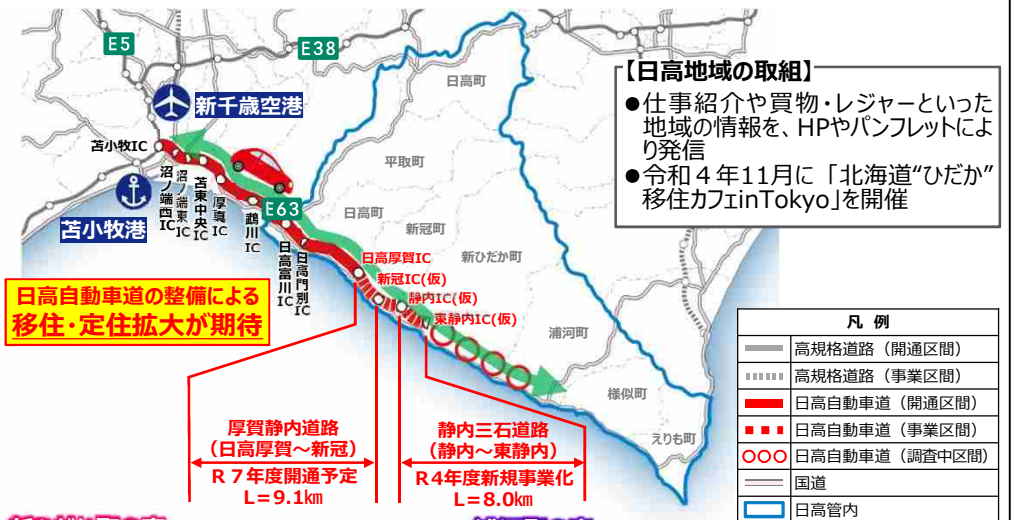 E5
E38
新千歳空港
苫小牧IC
沼ノ端西IC
沼ノ端東IC
苫東中央IC
厚真IC
鵡川IC
日高富川IC
日高門別IC
苫小牧港
E63
日高町
平取町
日高町
新冠町
新ひだか町
浦河町
様似町
えりも町
日高厚賀IC
新冠IC(仮)
静内IC(仮)
東静内IC(仮)
【日高地域の取組】
●仕事紹介や買物・レジャーといった
地域の情報を、HPやパンフレットによ
り発信
●令和４年11月に「北海道“ひだか”
移住カフェinTokyo」を開催
日高自動車道の整備による
移住・定住拡大が期待
厚賀静内道路
(日高厚賀～新冠)
R７年度開通予定
L=9.1km
静内三石道路
(静内～東静内)
R4年度新規事業化
L=8.0km
凡 例
高規格道路（開通区間）
高規格道路（事業区間）
日高自動車道（開通区間）
日高自動車道（事業区間）
日高自動車道（調査中区間）
国道
日高管内